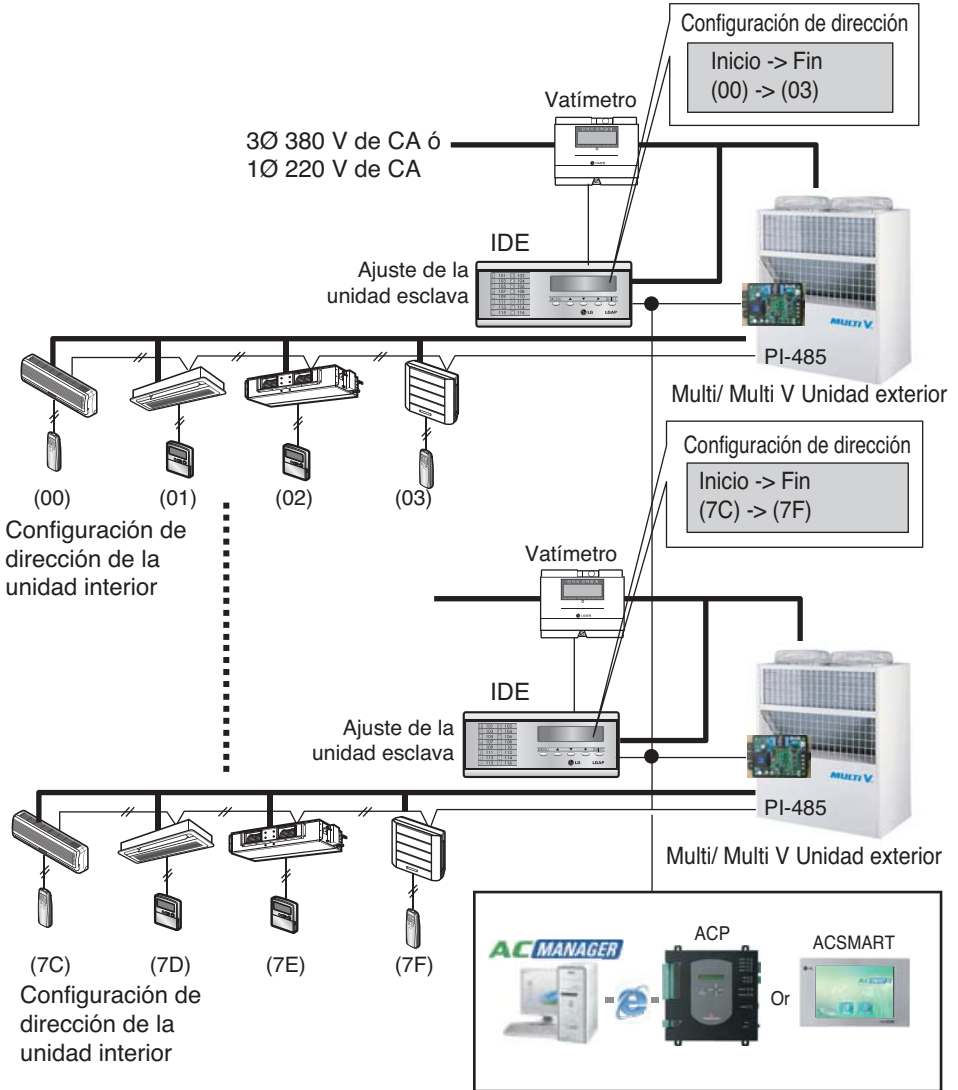 Configuración de dirección
Inicio -> Fin
(00) -> (03)
Vatímetro
3Ø 380 V de CA ó
1Ø 220 V de CA
IDE
Ajuste de la
unidad esclava
LG LGAP
MULTI V
PI-485
Multi/ Multi V Unidad exterior
(00) (01) (02) (03)
Configuración de
dirección de la
unidad interior
Configuración de dirección
Inicio -> Fin
(7C) -> (7F)
Vatímetro
IDE
Ajuste de la
unidad esclava
LG LGAP
MULTI V
PI-485
Multi/ Multi V Unidad exterior
(7C) (7D) (7E) (7F)
Configuración de
dirección de la
unidad interior
AC MANAGER
ACP
Or
ACSMART